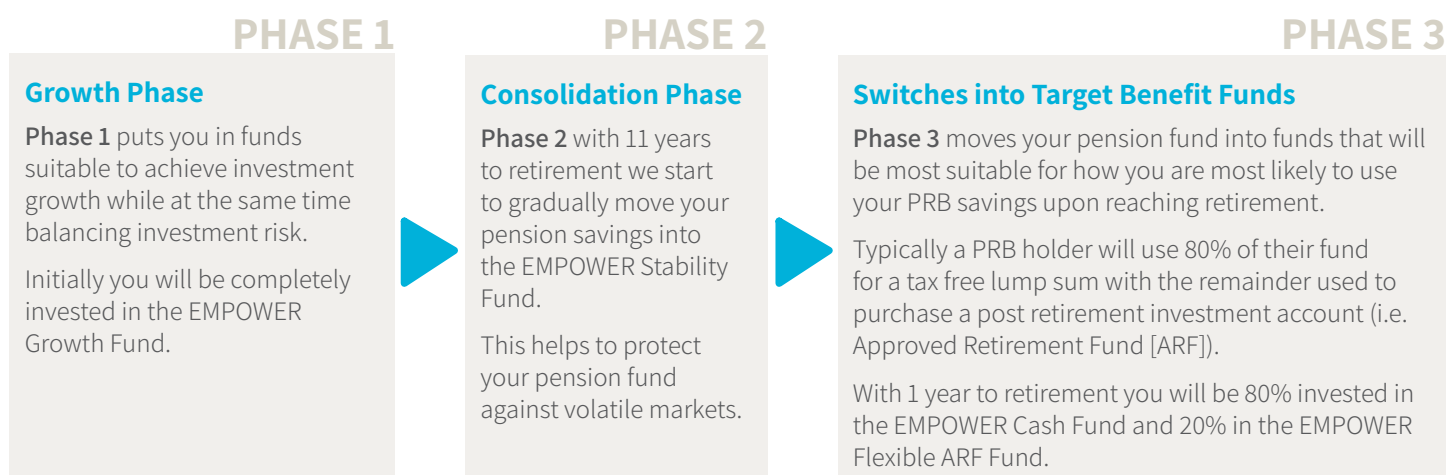 PHASE 1
Growth Phase
Phase 1 puts you in funds
suitable to achieve investment
growth while at the same time
balancing investment risk.
Initially you will be completely
invested in the EMPOWER
Growth Fund.
PHASE 2
Consolidation Phase
Phase 2 with 11 years
to retirement we start
to gradually move your
pension savings into
the EMPOWER Stability
Fund.
This helps to protect
your pension fund
against volatile markets.
PHASE 3
Switches into Target Benefit Funds
Phase 3 moves your pension fund into funds that will
be most suitable for how you are most likely to use
your PRB savings upon reaching retirement.
Typically a PRB holder will use 80% of their fund
for a tax free lump sum with the remainder used to
purchase a post retirement investment account (i.e.
Approved Retirement Fund [ARF]).
With 1 year to retirement you will be 80% invested in
the EMPOWER Cash Fund and 20% in the EMPOWER
Flexible ARF Fund.